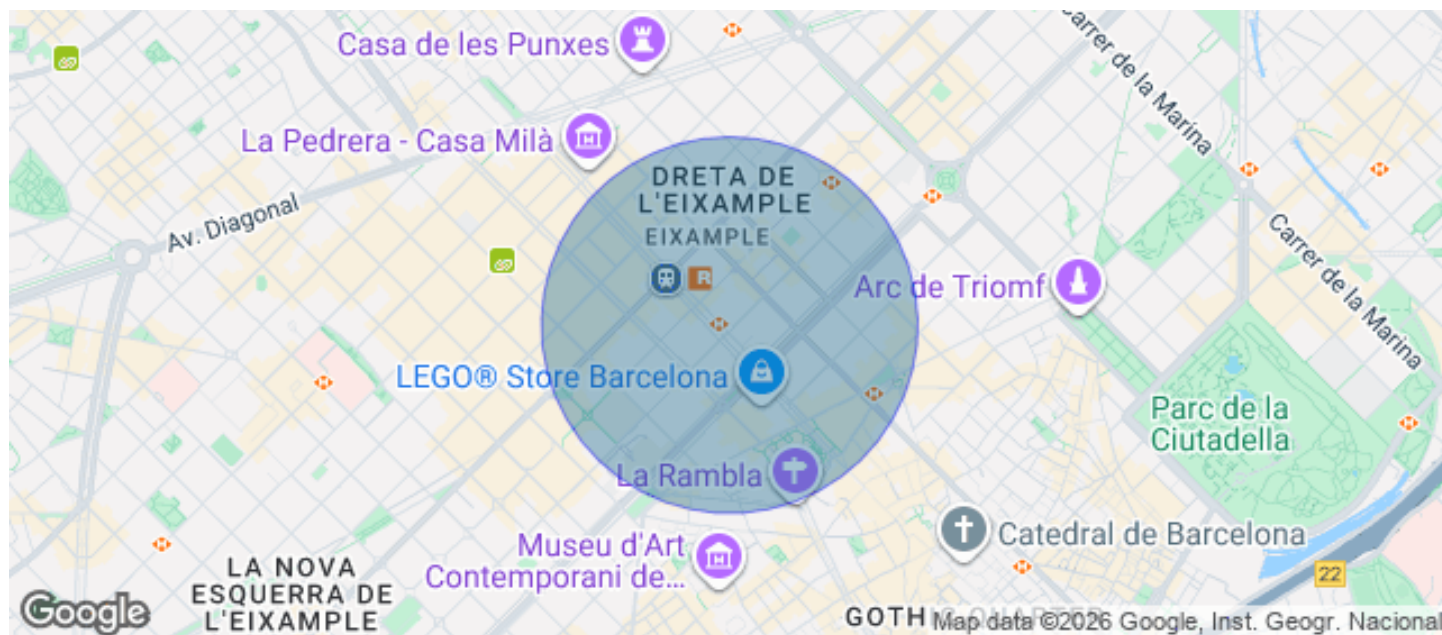 Casa de les Punxes
Carrer de la Marina
La Pedrera - Casa Milà
DRETA DE
L'EIXAMPLE
EIXAMPLE
Av. Diagonal
R
Carrer de la Marina
Arc de Triomf
LEGO® Store Barcelona
Parc de la
Ciutadella
La Rambla
Catedral de Barcelona
Museu d'Art
Contemporani de...
22
LA NOVA
ESQUERRA DE
L'EIXAMPLE
Google
GOTHIC QUARTER
Map data ©2026 Google, Inst. Geogr. Nacional